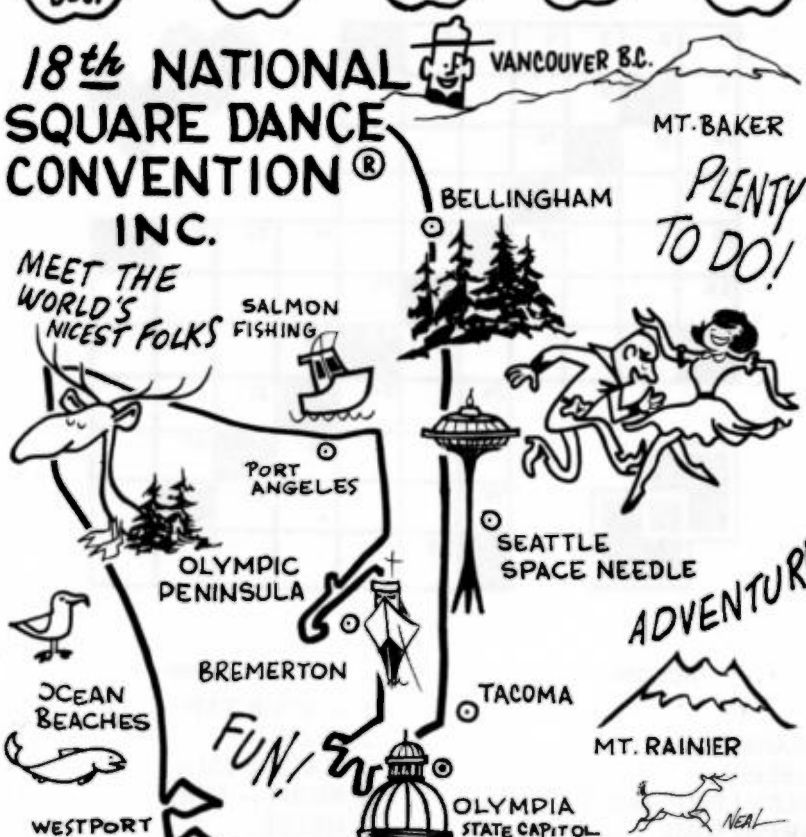 18th NATIONAL
SQUARE DANCE
CONVENTION ®
INC.
VANCOUVER B.C.
MT. BAKER
BELLINGHAM
PLENTY
TO DO!
MEET THE
WORLD'S
NICEST FOLKS
SALMON
FISHING
PORT
ANGELES
SEATTLE
SPACE NEEDLE
OLYMPIC
PENINSULA
ADVENTUR
BREMERTON
OCEAN
BEACHES
TACOMA
FUN!
MT. RAINIER
WESTPORT
OLYMPIA
STATE CAPITOL
NEAL